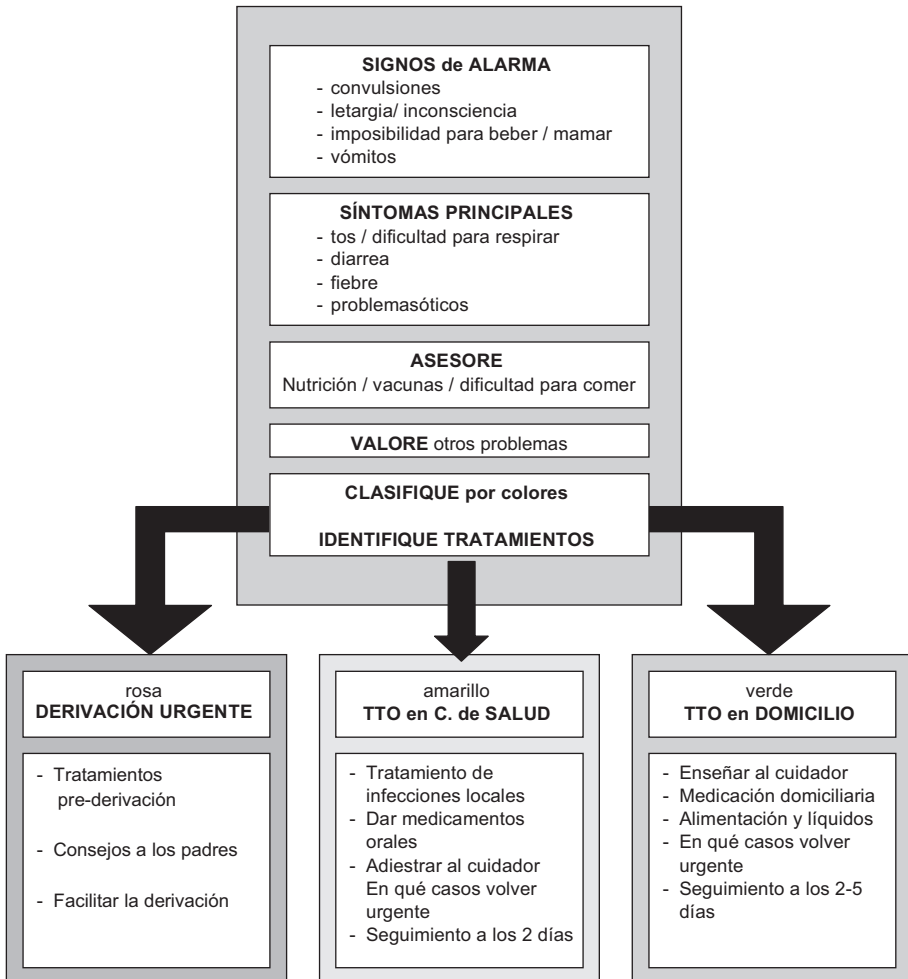 SIGNOS de ALARMA
- convulsiones
- letargia/ inconsciencia
- imposibilidad para beber / mamar
- vómitos
SÍNTOMAS PRINCIPALES
- tos / dificultad para respirar
- diarrea
- fiebre
- problemasóticos
ASESORE
Nutrición / vacunas / dificultad para comer
VALORE otros problemas
CLASIFIQUE por colores
IDENTIFIQUE TRATAMIENTOS
rosa
DERIVACIÓN URGENTE
- Tratamientos
pre-derivación
- Consejos a los padres
- Facilitar la derivación
amarillo
TTO en C. de SALUD
- Tratamiento de
infecciones locales
- Dar medicamentos
orales
- Adiestrar al cuidador
En qué casos volver
urgente
- Seguimiento a los 2 días
verde
TTO en DOMICILIO
- Enseñar al cuidador
- Medicación domiciliaria
- Alimentación y líquidos
- En qué casos volver
urgente
- Seguimiento a los 2-5
días